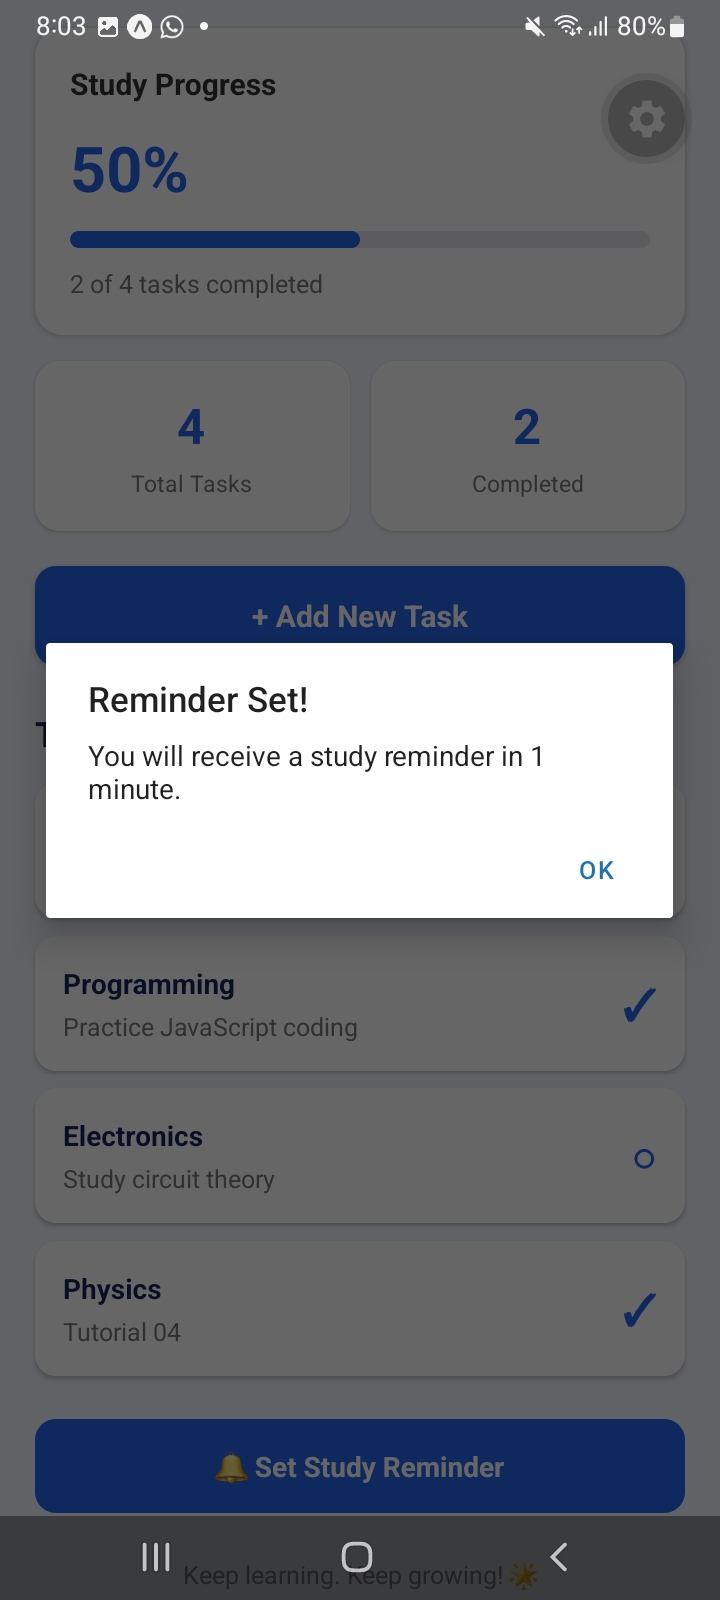 8:03
80%
Study Progress
50%
2 of 4 tasks completed
4
Total Tasks
2
Completed
+ Add New Task
T
Reminder Set!
You will receive a study reminder in 1
minute.
OK
Programming
Practice JavaScript coding
✓
Electronics
Study circuit theory
Physics
Tutorial 04
✓
🔔 Set Study Reminder
Keep learning. Keep growing! 🌟